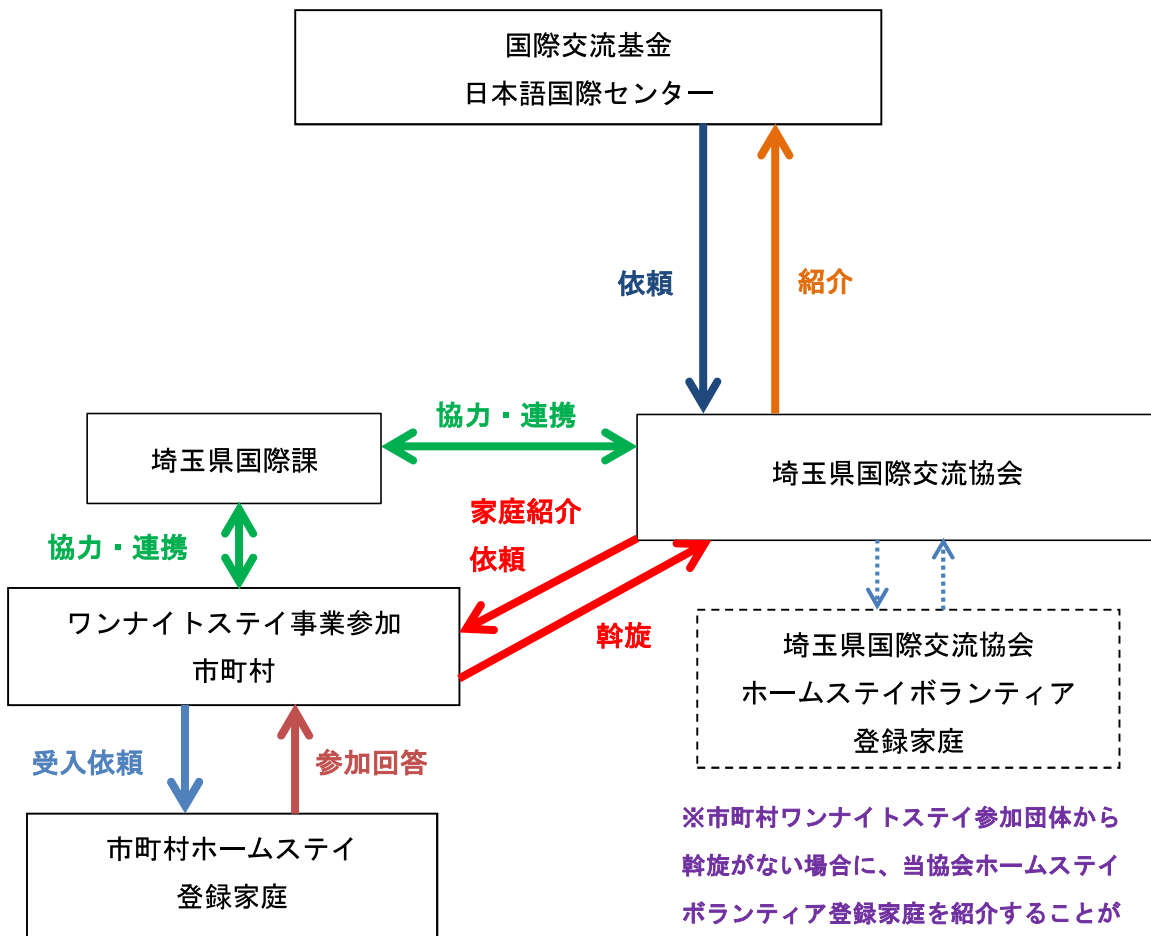 国際交流基金
日本語国際センター
依頼
紹介
協力・連携
埼玉県国際課
埼玉県国際交流協会
協力・連携
家庭紹介
依頼
斡旋
ワンナイトステイ事業参加
市町村
埼玉県国際交流協会
ホームステイボランティア
登録家庭
受入依頼
参加回答
市町村ホームステイ
登録家庭
※市町村ワンナイトステイ参加団体から
斡旋がない場合に、当協会ホームステイ
ボランティア登録家庭を紹介することが